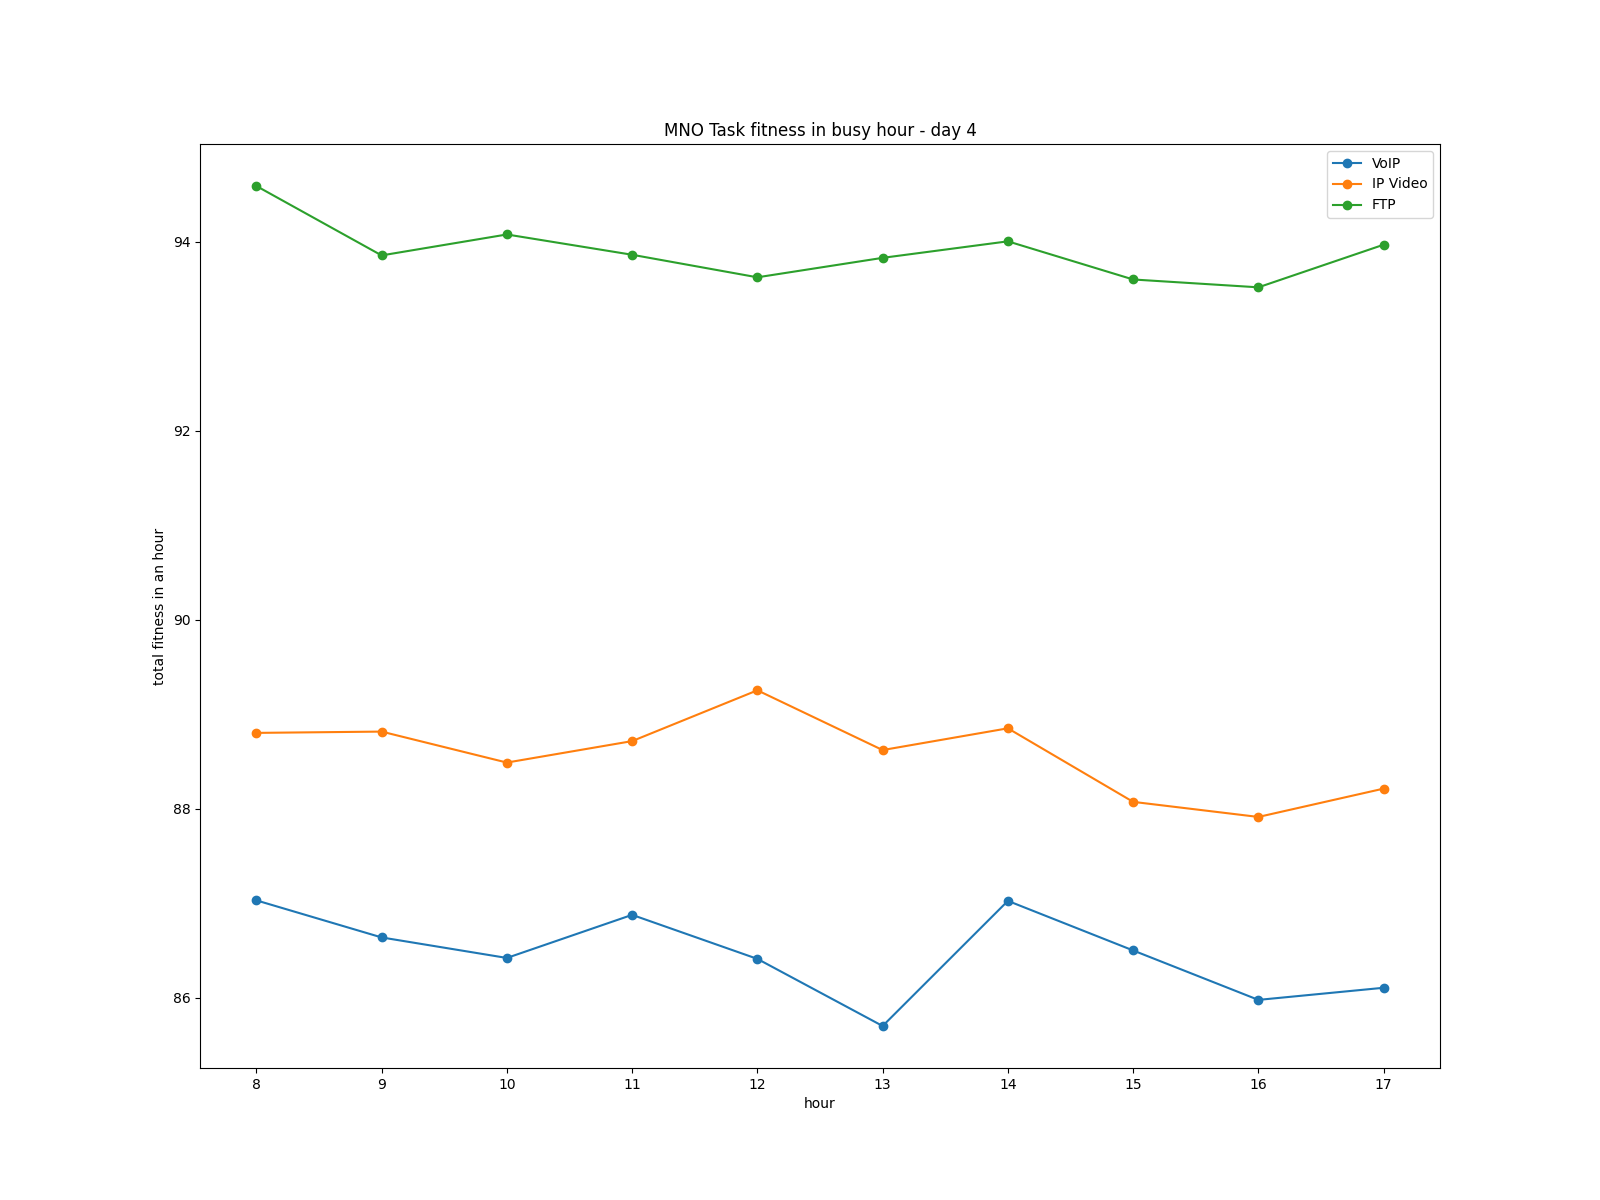 MNO Task fitness in busy hour - day 4
VoIP
IP Video
FTP
total fitness in an hour
94
92
90
88
86
8 9 10 11 12 13 14 15 16 17
hour